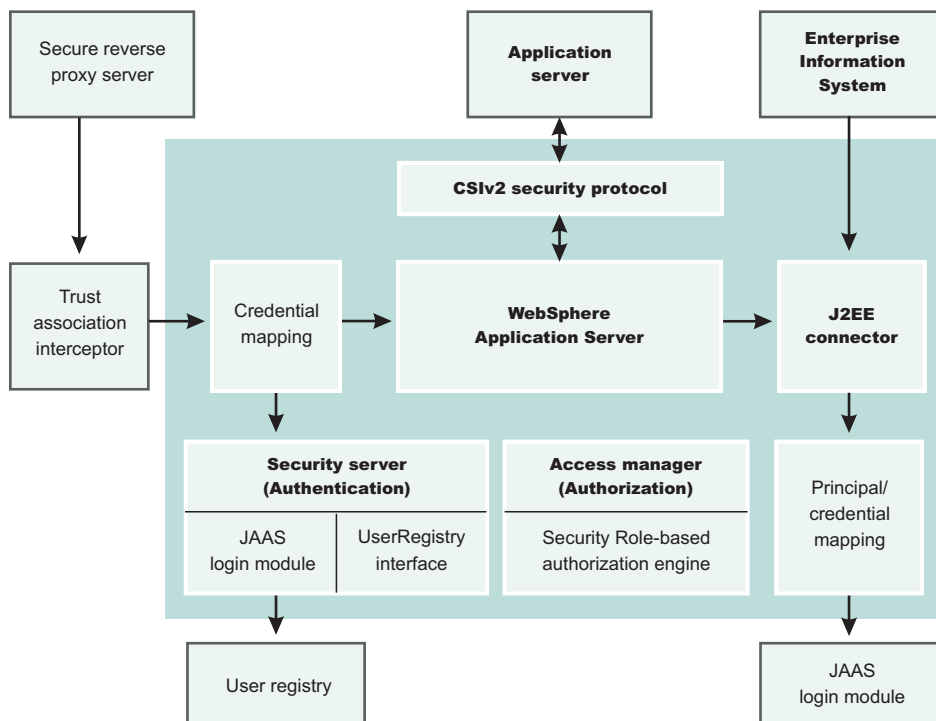 Secure reverse
proxy server
Application
server
Enterprise
Information
System
CSIv2 security protocol
Trust
association
interceptor
Credential
mapping
WebSphere
Application Server
J2EE
connector
Security server
(Authentication)
JAAS
login module
UserRegistry
interface
Access manager
(Authorization)
Security Role-based
authorization engine
Principal/
credential
mapping
User registry
JAAS
login module